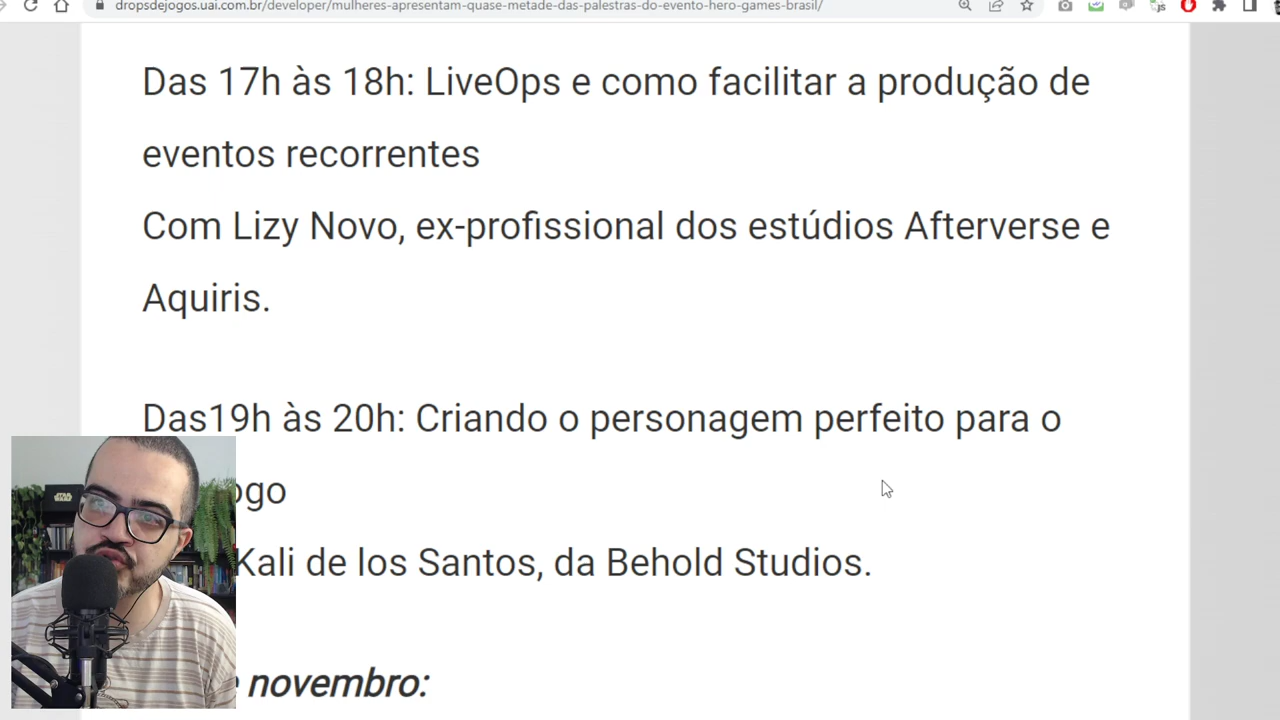 dropsdejogos.uai.com.br/developer/mulheres-apresentam-quase-metade-das-palestras-do-evento-hero-games-brasil/
Das 17h às 18h: LiveOps e como facilitar a produção de
eventos recorrentes
Com Lizy Novo, ex-profissional dos estúdios Afterverse e
Aquiris.
Das19h às 20h: Criando o personagem perfeito para o
ogo
Kali de los Santos, da Behold Studios.
novembro:
STAR
WARS